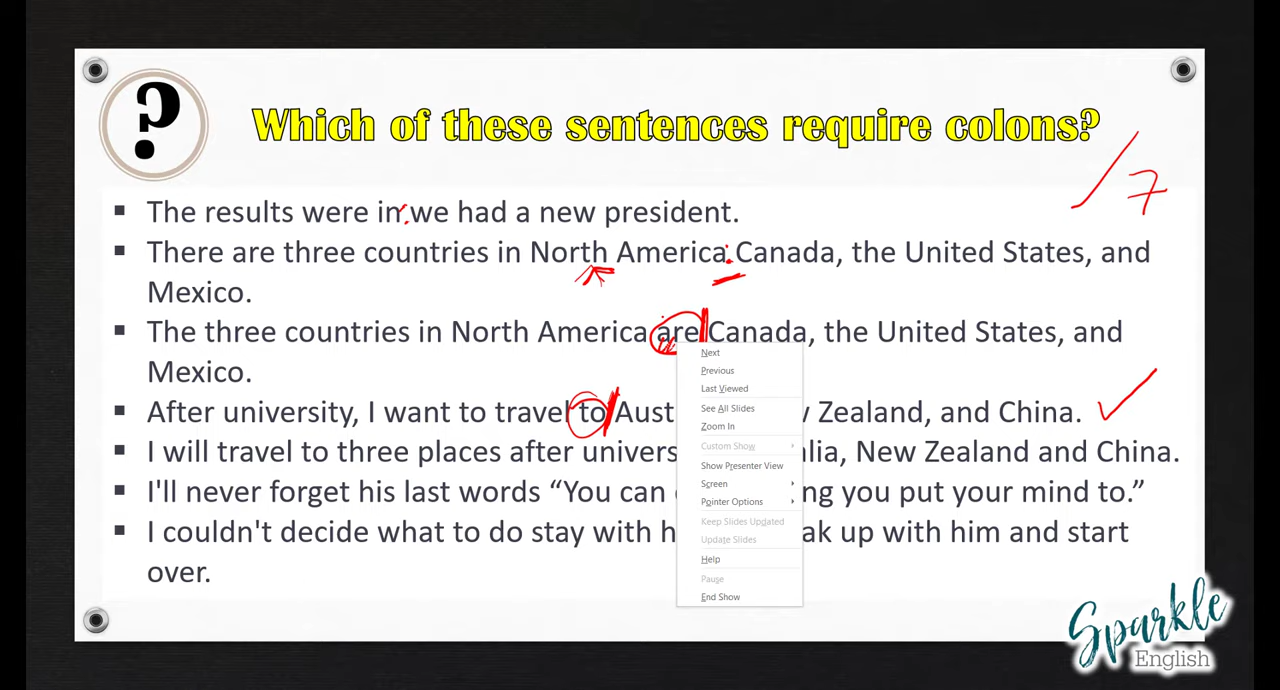 ?
Which of these sentences require colons?
/7
▪ The results were in:we had a new president.
▪ There are three countries in North America:Canada, the United States, and
Mexico.
▪ The three countries in North America are Canada, the United States, and
Mexico.
▪ After university, I want to travel to Aust Zealand, and China.
▪ I will travel to three places after univers lia, New Zealand and China.
▪ I'll never forget his last words “You can ng you put your mind to.”
▪ I couldn't decide what to do stay with h ak up with him and start
over.
Next
Previous
Last Viewed
See All Slides
Zoom In
Custom Show
Show Presenter View
Screen
Pointer Options
Keep Slides Updated
Update Slides
Help
Pause
End Show
Sparkle
English